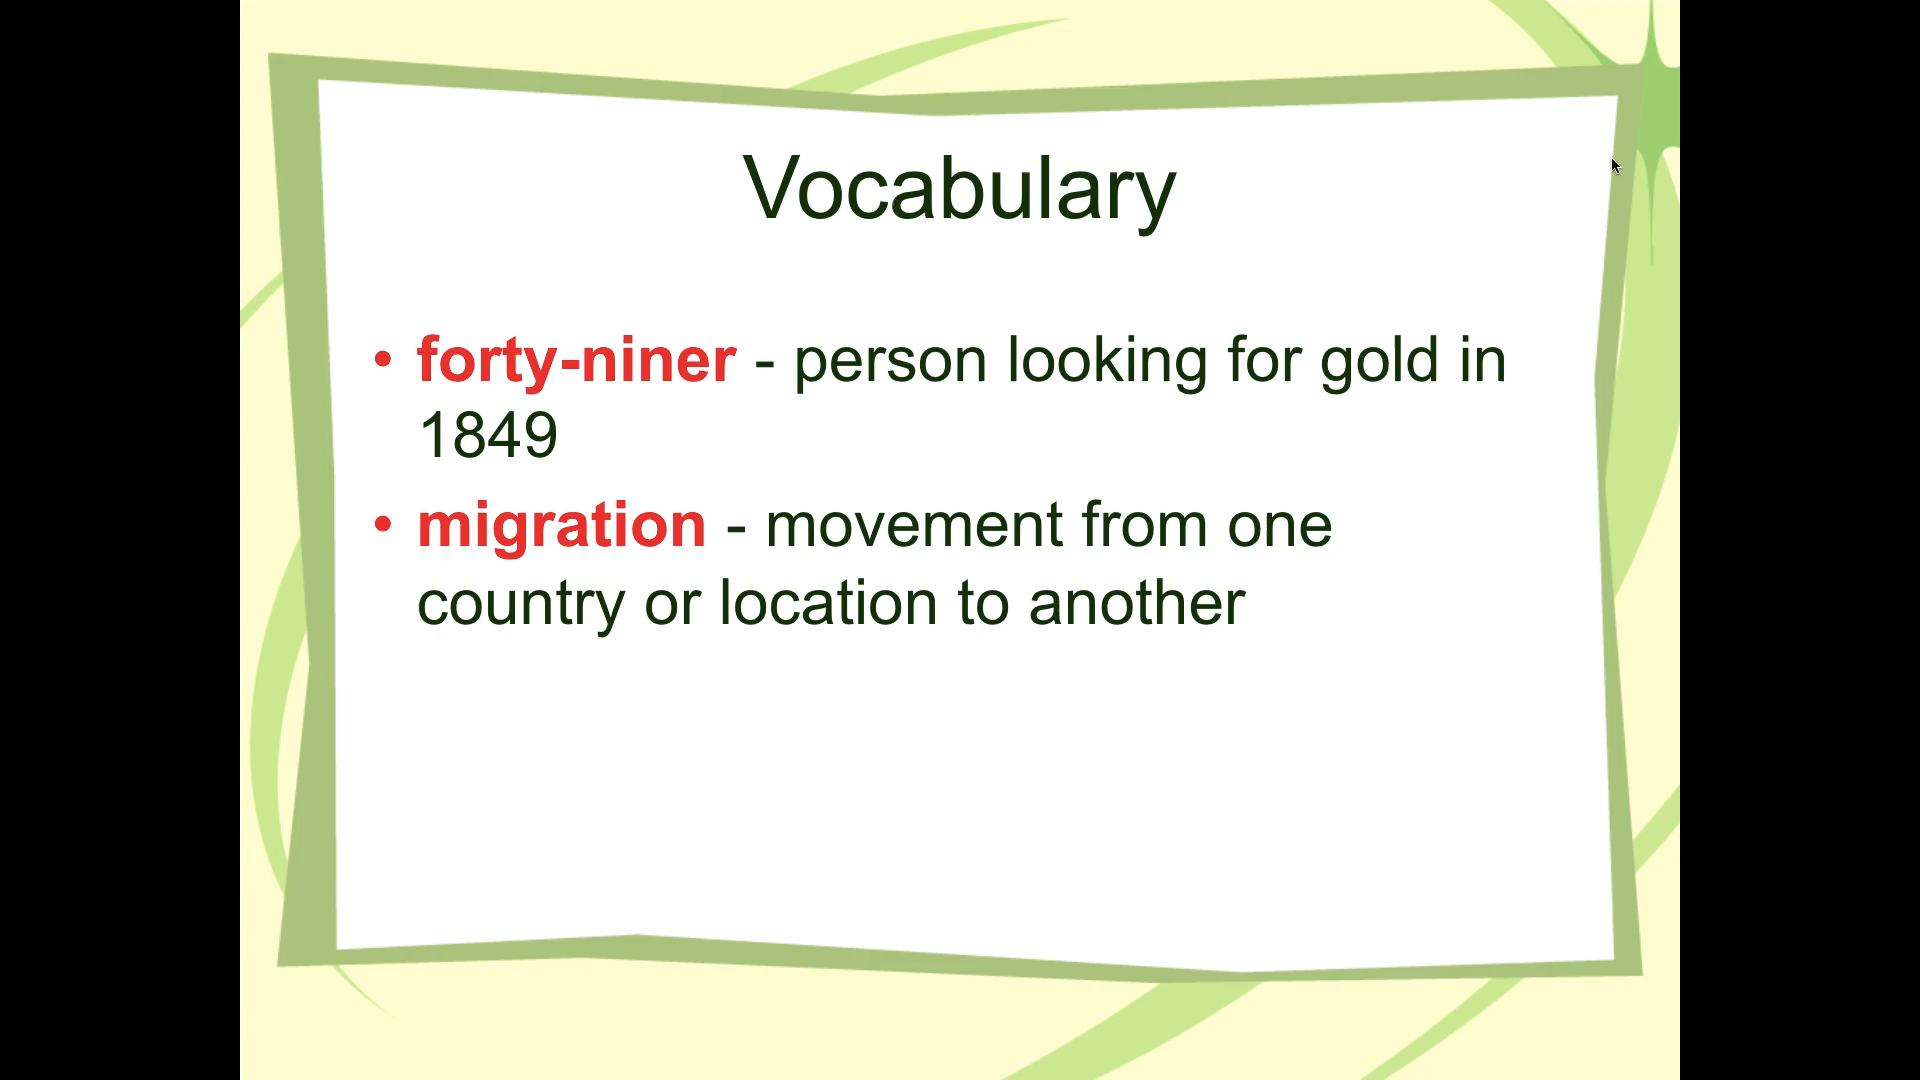 Vocabulary
• forty-niner - person looking for gold in
1849
• migration - movement from one
country or location to another